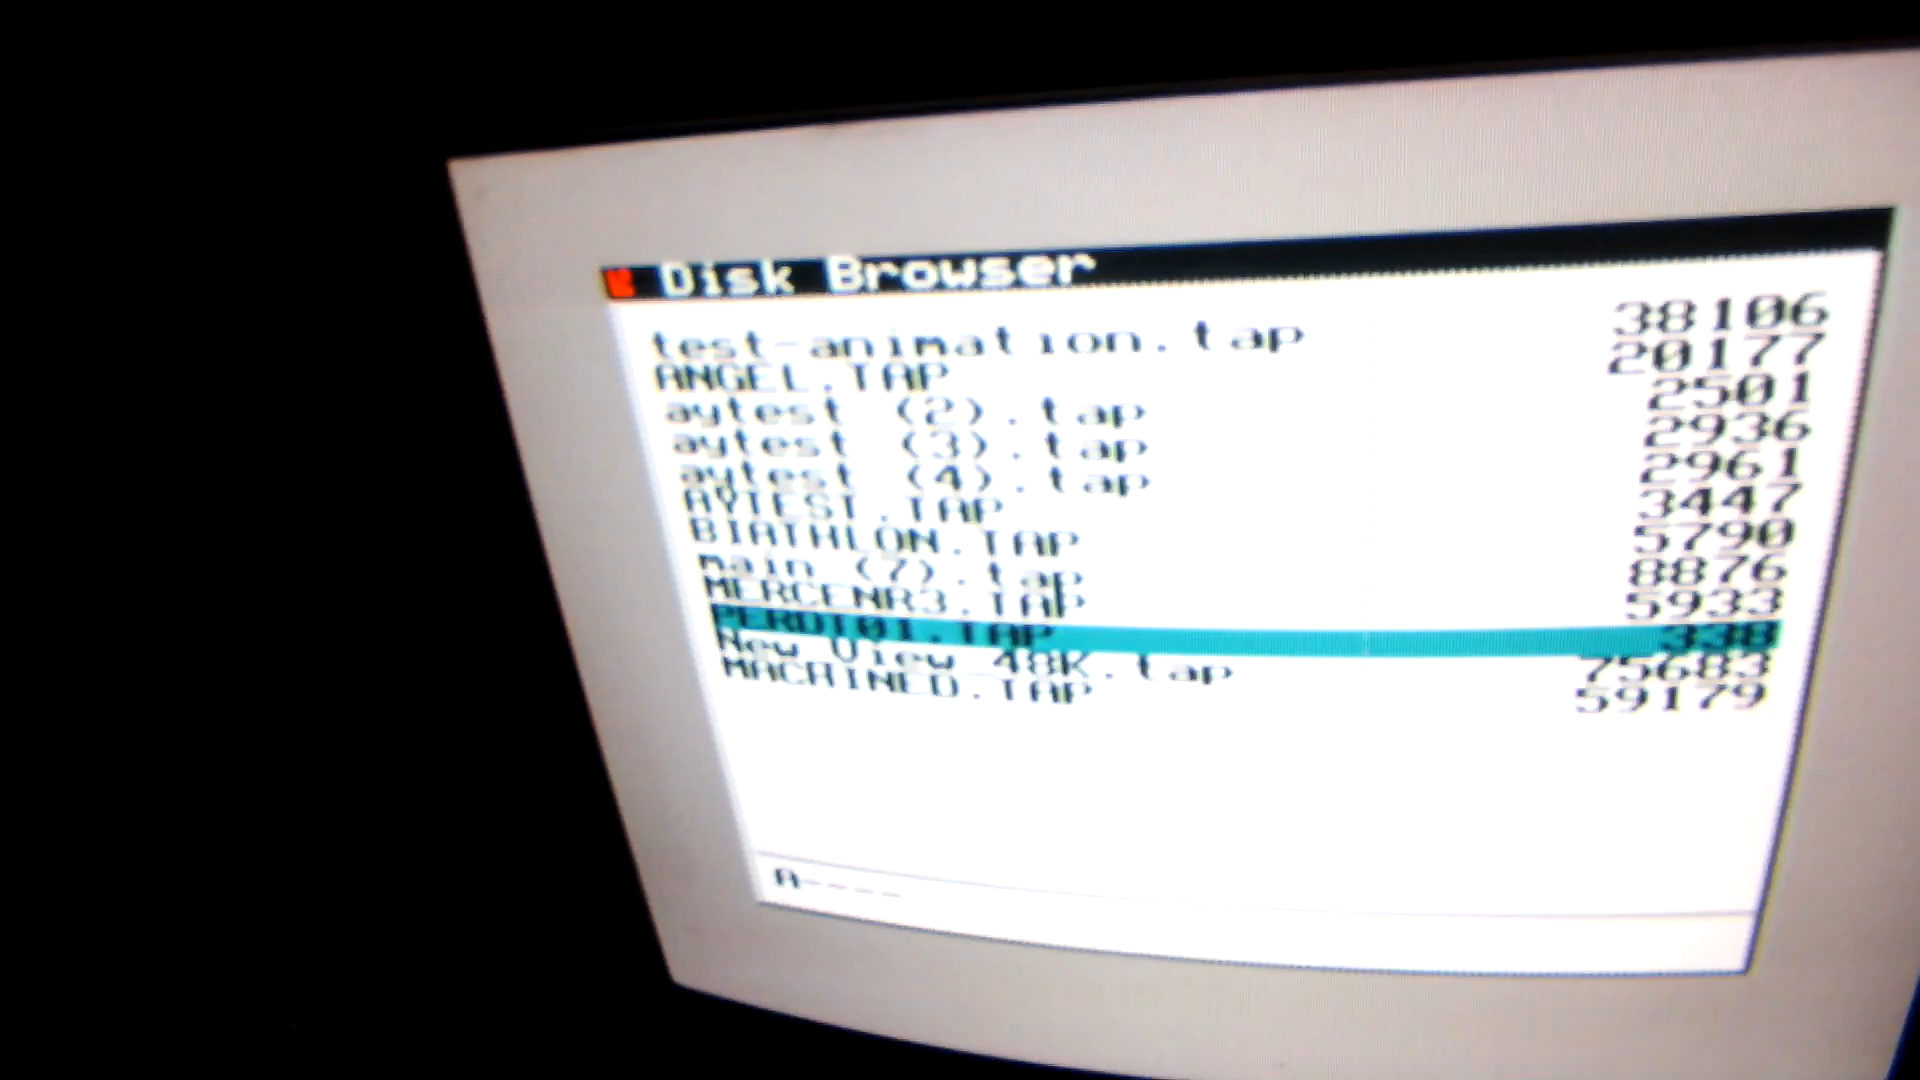 Disk Browser
test-animation.tap 38106
ANGEL.TAP 20177
aytest (2).tap 2501
aytest (3).tap 2936
aytest (4).tap 2961
AYTEST.TAP 3447
BIATHLON.TAP 5790
main (7).tap 8876
MERCENR3.TAP 5933
338
New View 48K.tap 75683
59179
A----